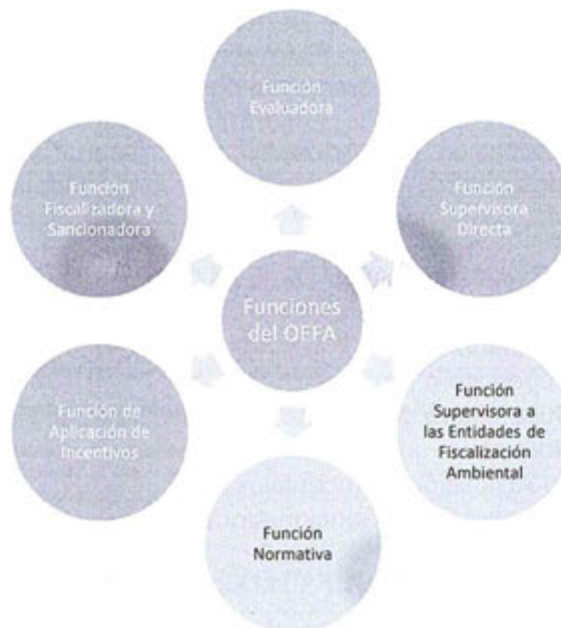 Función
Evaluadora
Función
Supervisora
Directa
Función
Supervisora a
las Entidades de
Fiscalización
Ambiental
Función
Normativa
Función de
Aplicación de
Incentivos
Función
Fiscalizadora y
Sancionadora
Funciones
del OEFA